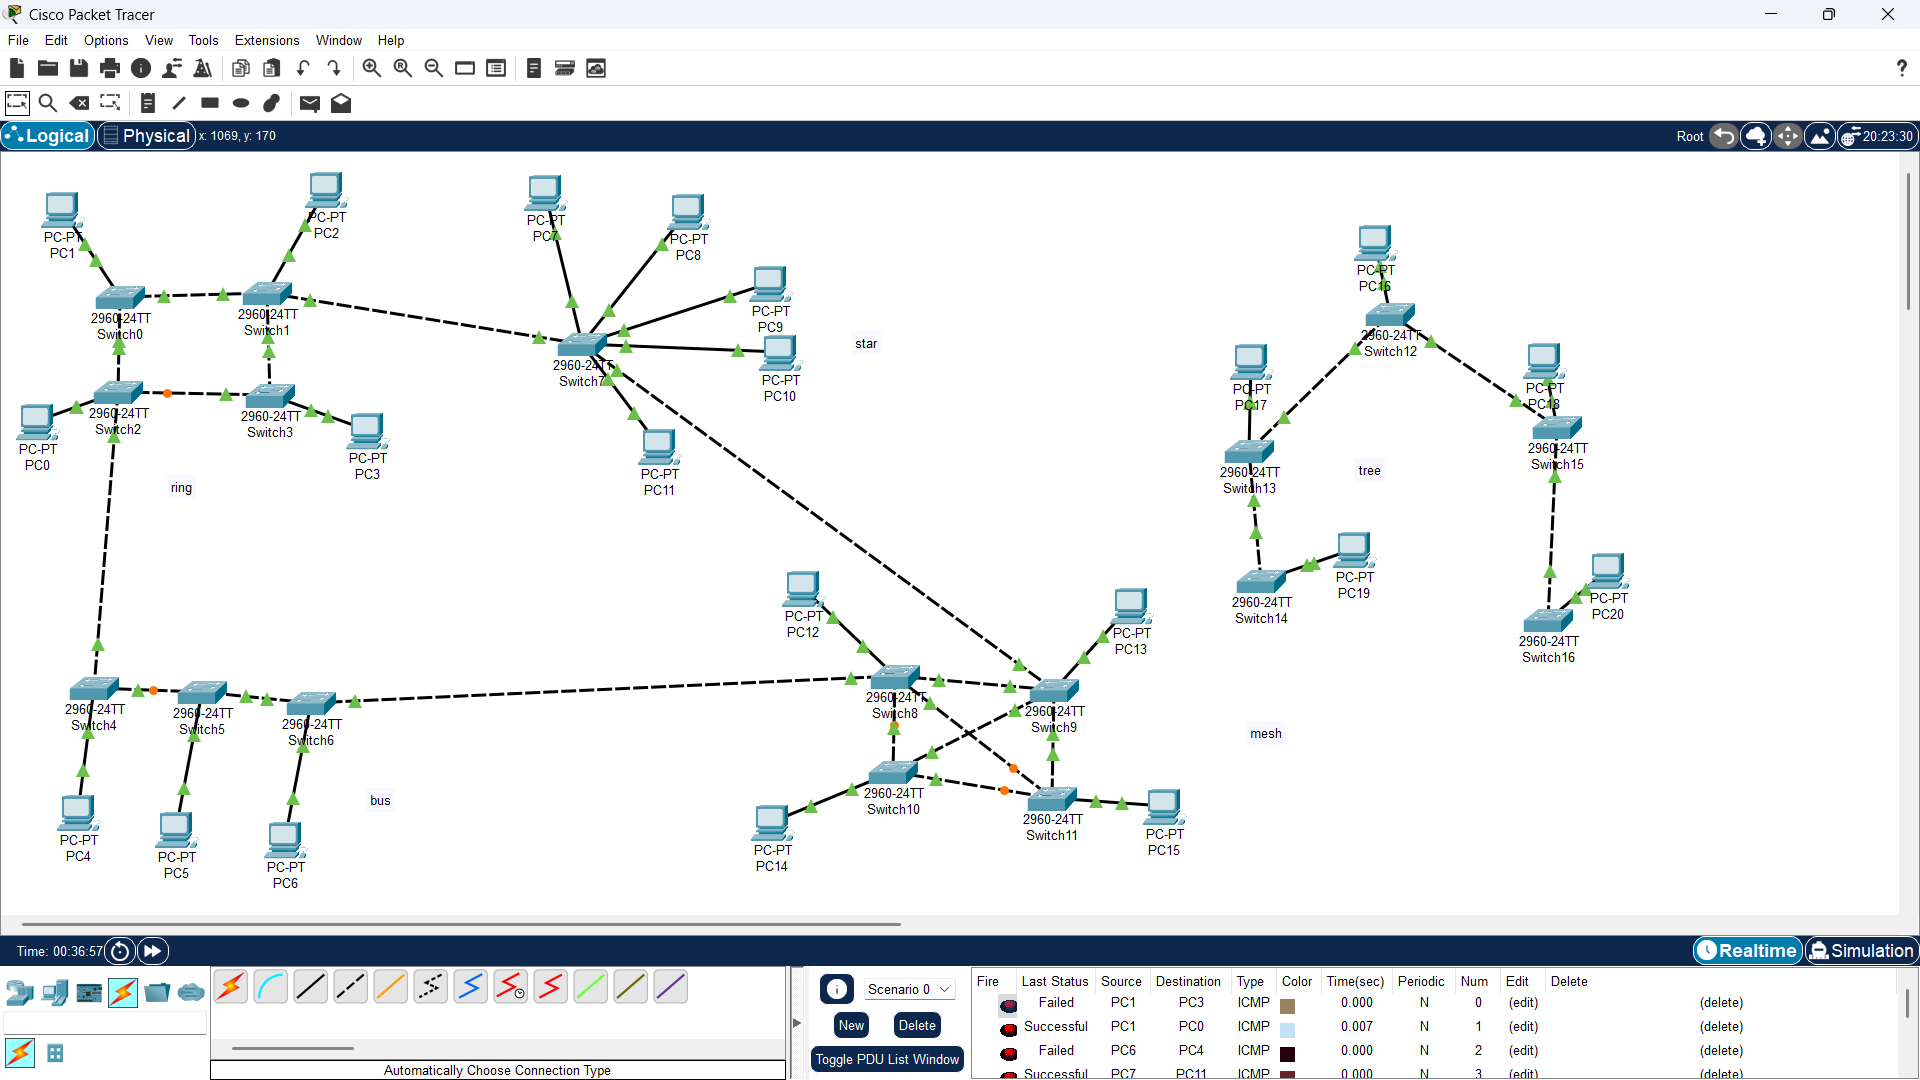 Cisco Packet Tracer
File Edit Options View Tools Extensions Window Help
Logical Physical x: 1069, y: 170 Root 20:23:30
PC-PT
PC1
PC-PT
PC2
PC-PT
PC7
PC-PT
PC8
PC-PT
PC9
PC-PT
PC10
PC-PT
PC11
star
2960-24TT
Switch0
2960-24TT
Switch1
2960-24TT
Switch2
2960-24TT
Switch3
PC-PT
PC0
PC-PT
PC3
ring
2960-24TT
Switch7
PC-PT
PC16
2960-24TT
Switch12
PC-PT
PC17
PC-PT
PC18
2960-24TT
Switch13
2960-24TT
Switch15
tree
2960-24TT
Switch14
PC-PT
PC19
PC-PT
PC20
2960-24TT
Switch16
PC-PT
PC12
PC-PT
PC13
2960-24TT
Switch4
2960-24TT
Switch5
2960-24TT
Switch6
2960-24TT
Switch8
2960-24TT
Switch9
mesh
2960-24TT
Switch10
2960-24TT
Switch11
bus
PC-PT
PC4
PC-PT
PC5
PC-PT
PC6
PC-PT
PC14
PC-PT
PC15
Time: 00:36:57 Realtime Simulation
Scenario 0
New Delete
Toggle PDU List Window
Automatically Choose Connection Type
Fire Last Status Source Destination Type Color Time(sec) Periodic Num Edit Delete
Failed PC1 PC3 ICMP 0.000 N 0 (edit) (delete)
Successful PC1 PC0 ICMP 0.007 N 1 (edit) (delete)
Failed PC6 PC4 ICMP 0.000 N 2 (edit) (delete)
Successful PC7 PC11 ICMP 0.000 N 3 (edit) (delete)